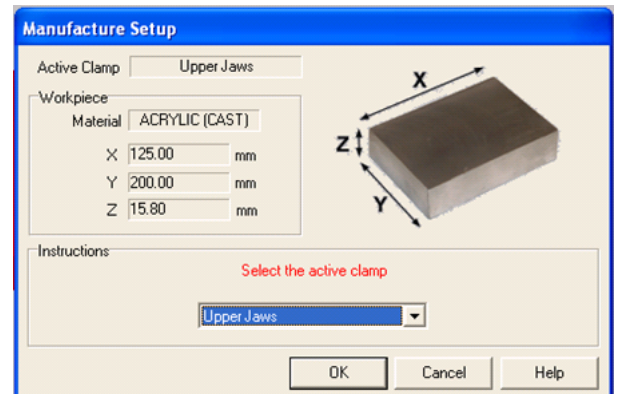 Manufacture Setup
Active Clamp Upper Jaws
Workpiece
Material ACRYLIC (CAST)
X 125.00 mm
Y 200.00 mm
Z 15.80 mm
X
Z
Y
Instructions
Select the active clamp
Upper Jaws
OK Cancel Help